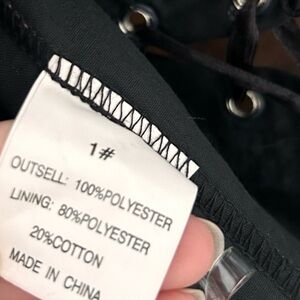 1#
OUTSELL: 100%POLYESTER
LINING: 80%POLYESTER
20%COTTON
MADE IN CHINA